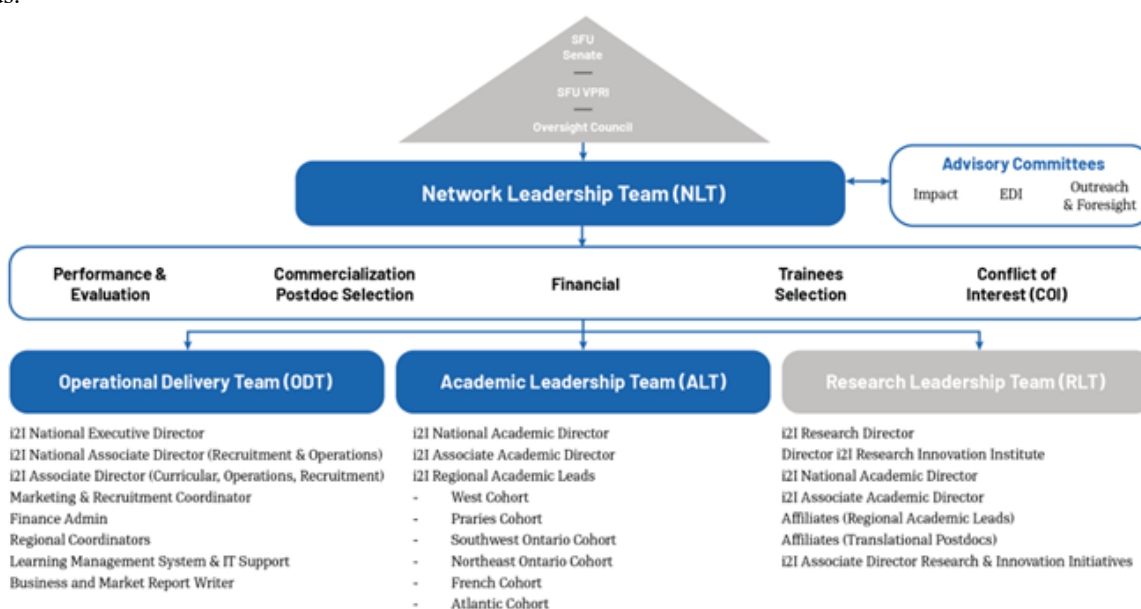 SFU
Senate
SFU VPRI
Oversight Council
Network Leadership Team (NLT)
Advisory Committees
Impact
EDI
Outreach
& Foresight
Performance &
Evaluation
Commercialization
Postdoc Selection
Financial
Trainees
Selection
Conflict of
Interest (COI)
Operational Delivery Team (ODT)
i2I National Executive Director
i2I National Associate Director (Recruitment & Operations)
i2I Associate Director (Curricular, Operations, Recruitment)
Marketing & Recruitment Coordinator
Finance Admin
Regional Coordinators
Learning Management System & IT Support
Business and Market Report Writer
Academic Leadership Team (ALT)
i2I National Academic Director
i2I Associate Academic Director
i2I Regional Academic Leads
- West Cohort
- Praries Cohort
- Southwest Ontario Cohort
- Northeast Ontario Cohort
- French Cohort
- Atlantic Cohort
Research Leadership Team (RLT)
i2I Research Director
Director i2I Research Innovation Institute
i2I National Academic Director
i2I Associate Academic Director
Affiliates (Regional Academic Leads)
Affiliates (Translational Postdocs)
i2I Associate Director Research & Innovation Initiatives